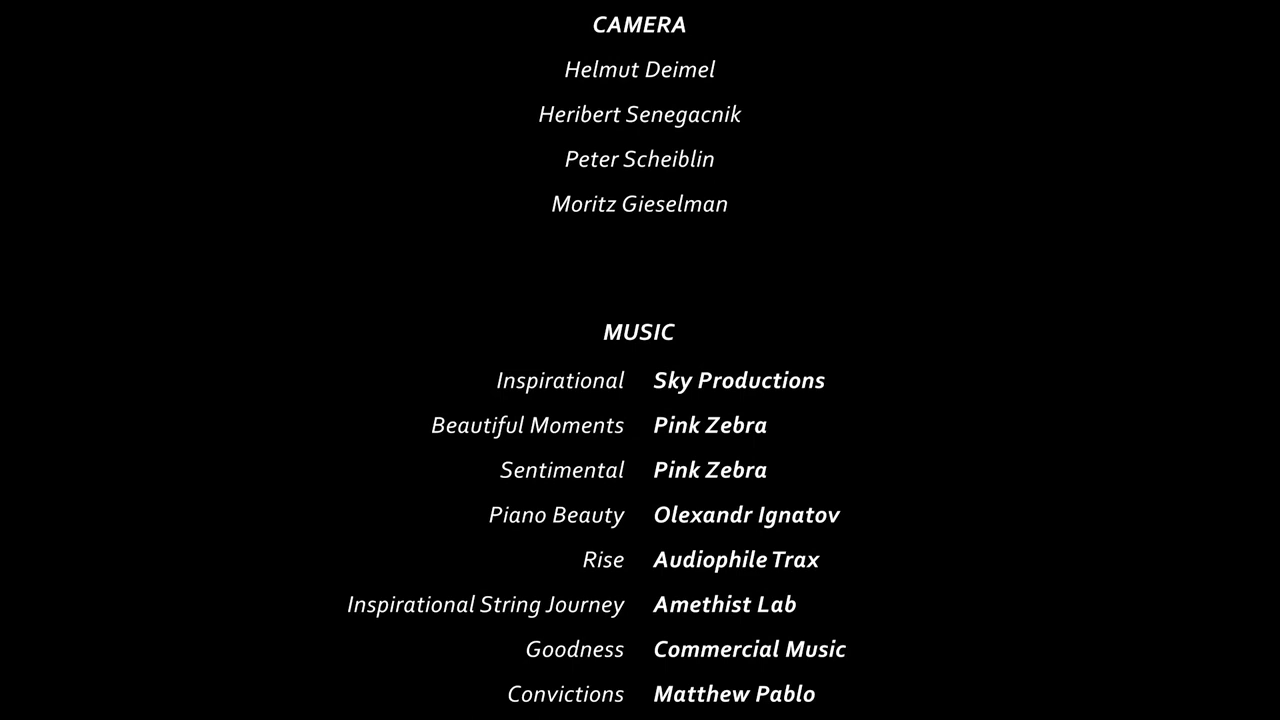 CAMERA
Helmut Deimel
Heribert Senegacnik
Peter Scheiblin
Moritz Gieselman
MUSIC
Inspirational Sky Productions
Beautiful Moments Pink Zebra
Sentimental Pink Zebra
Piano Beauty Olexandr Ignatov
Rise Audiophile Trax
Inspirational String Journey Amethist Lab
Goodness Commercial Music
Convictions Matthew Pablo